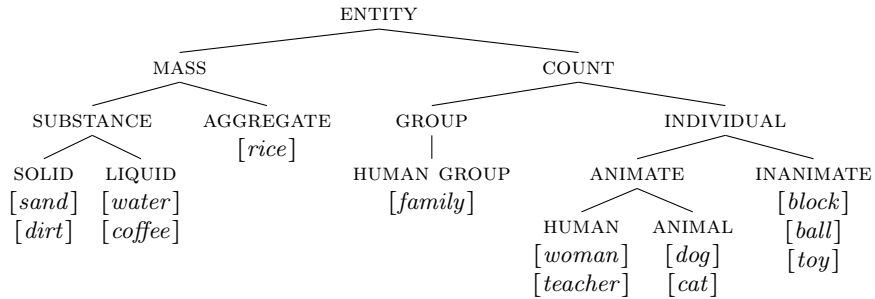 ENTITY
MASS COUNT
SUBSTANCE AGGREGATE GROUP INDIVIDUAL
[rice]
SOLID LIQUID HUMAN GROUP ANIMATE INANIMATE
[sand] [water] [family] [block]
[dirt] [coffee] HUMAN ANIMAL [ball]
[woman] [dog] [toy]
[teacher] [cat]